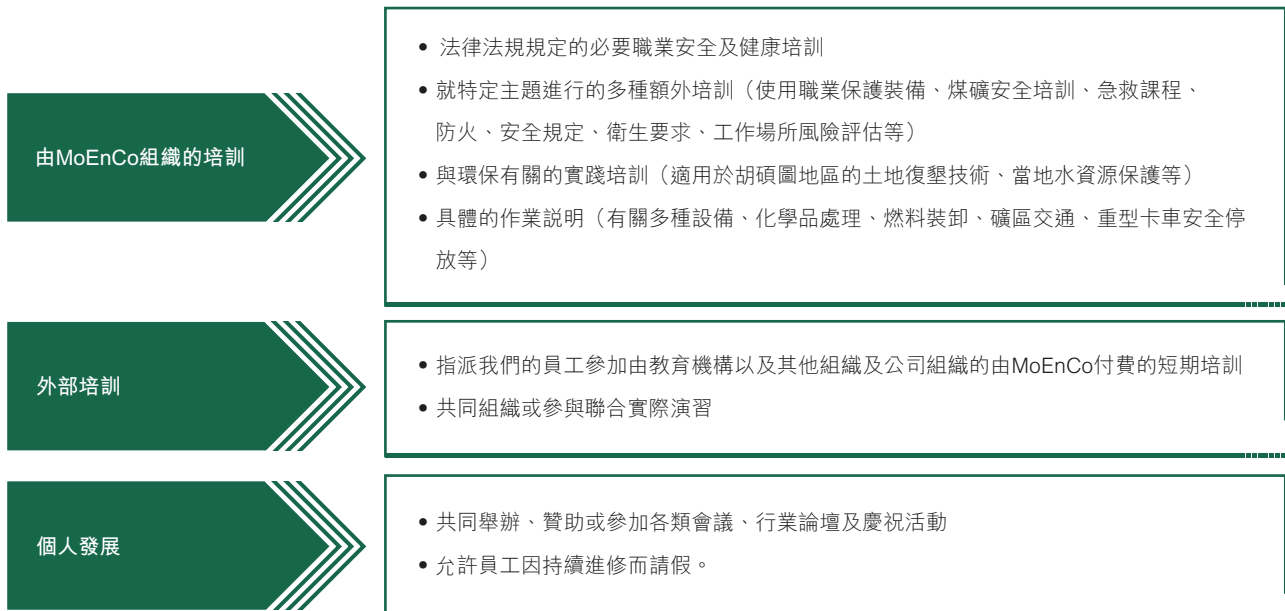 由MoEnCo組織的培訓
• 法律法規規定的必要職業安全及健康培訓
• 就特定主題進行的多種額外培訓（使用職業保護裝備、煤礦安全培訓、急救課程、
防火、安全規定、衛生要求、工作場所風險評估等）
• 與環保有關的實踐培訓（適用於胡碩圖地區的土地復墾技術、當地水資源保護等）
• 具體的作業説明（有關多種設備、化學品處理、燃料裝卸、礦區交通、重型卡車安全停
放等）
外部培訓
• 指派我們的員工參加由教育機構以及其他組織及公司組織的由MoEnCo付費的短期培訓
• 共同組織或參與聯合實際演習
個人發展
• 共同舉辦、贊助或參加各類會議、行業論壇及慶祝活動
• 允許員工因持續進修而請假。